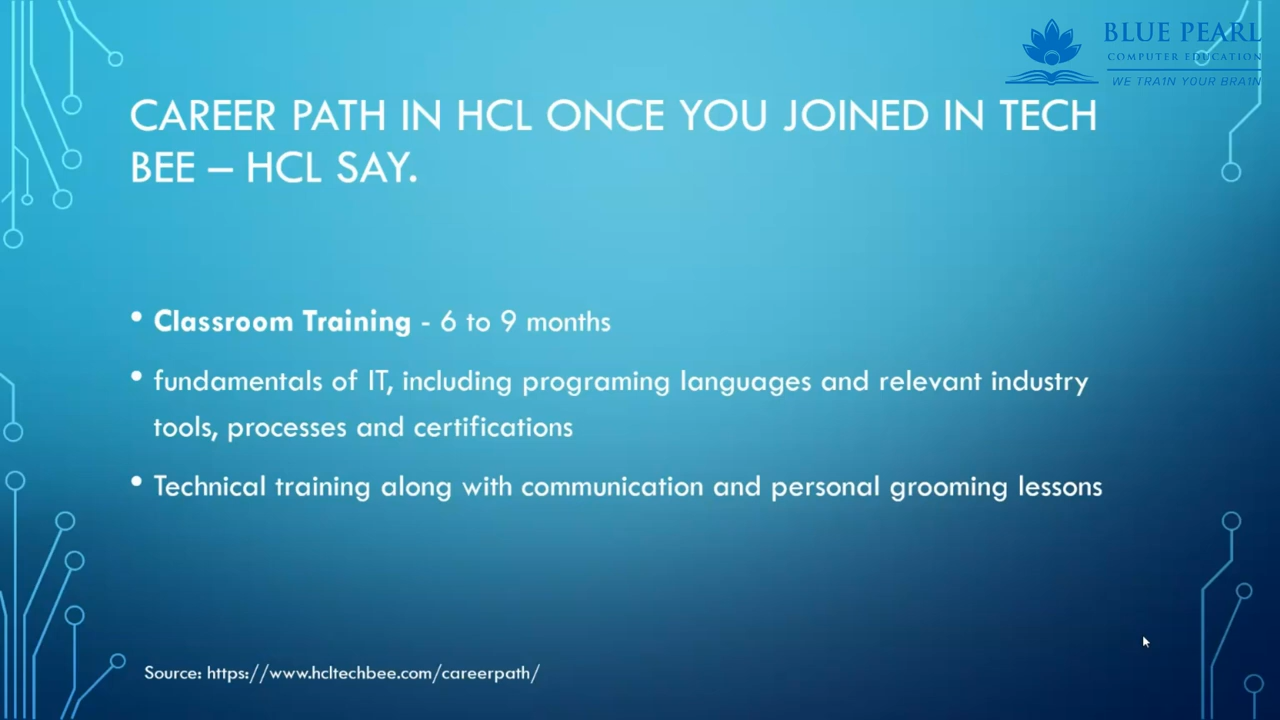 BLUE PEARL
COMPUTER EDUCATION
WE TRA1N YOUR BRA1N
CAREER PATH IN HCL ONCE YOU JOINED IN TECH
BEE – HCL SAY.
• Classroom Training - 6 to 9 months
• fundamentals of IT, including programing languages and relevant industry
tools, processes and certifications
• Technical training along with communication and personal grooming lessons
Source: https://www.hcltechbee.com/careerpath/